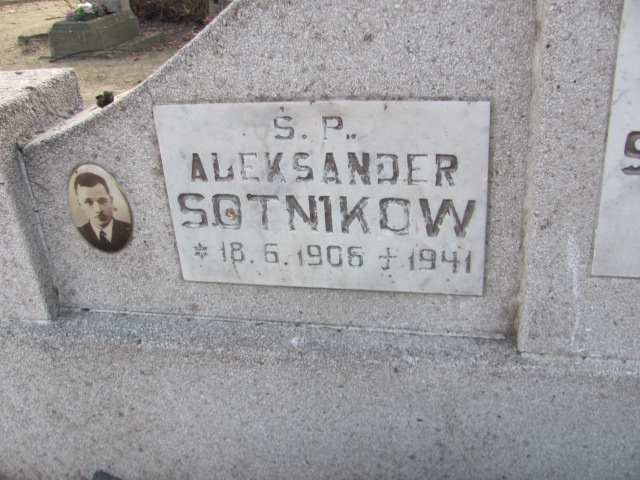 Ś. P.
ALEKSANDER
SOTNIKOW
* 18.6.1906 + 1941
S